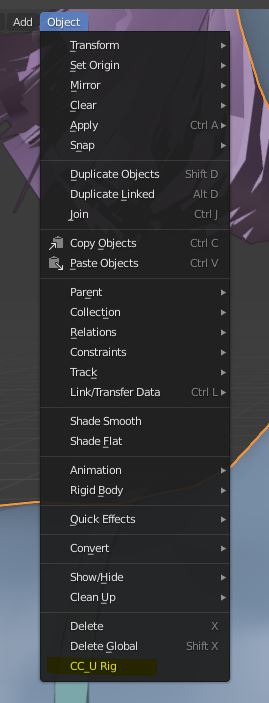 Add Object
Transform
Set Origin
Mirror
Clear
Apply Ctrl A
Snap
Duplicate Objects Shift D
Duplicate Linked Alt D
Join Ctrl J
Copy Objects Ctrl C
Paste Objects Ctrl V
Parent
Collection
Relations
Constraints
Track
Link/Transfer Data Ctrl L
Shade Smooth
Shade Flat
Animation
Rigid Body
Quick Effects
Convert
Show/Hide
Clean Up
Delete X
Delete Global Shift X
CC_U Rig